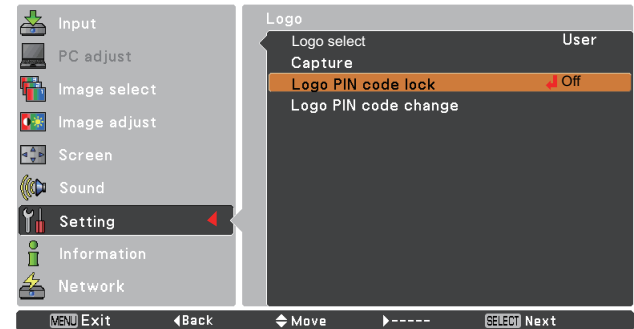 Input
PC adjust
Image select
Image adjust
Screen
Sound
Setting
Information
Network
Logo
Logo select User
Capture
Logo PIN code lock Off
Logo PIN code change
MENU Exit Back Move ----- SELECT Next